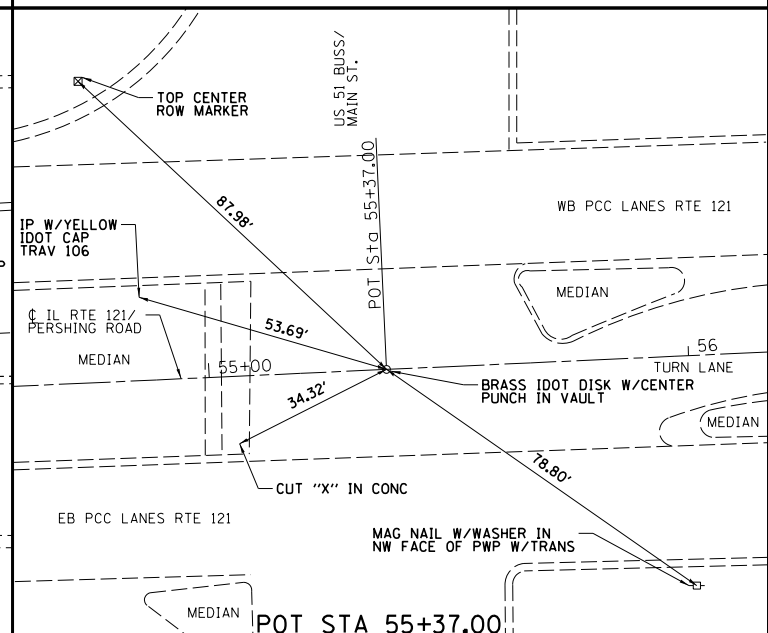 US 51 BUSS/
MAIN ST.
TOP CENTER
ROW MARKER
POT Sta 55+37.00
87.98'
WB PCC LANES RTE 121
IP W/YELLOW
IDOT CAP
TRAV 106
MEDIAN
℄ IL RTE 121/
PERSHING ROAD
53.69'
MEDIAN
55+00
56
TURN LANE
34.32'
BRASS IDOT DISK W/CENTER
PUNCH IN VAULT
MEDIAN
78.80'
CUT "X" IN CONC
EB PCC LANES RTE 121
MAG NAIL W/WASHER IN
NW FACE OF PWP W/TRANS
MEDIAN
POT STA 55+37.00